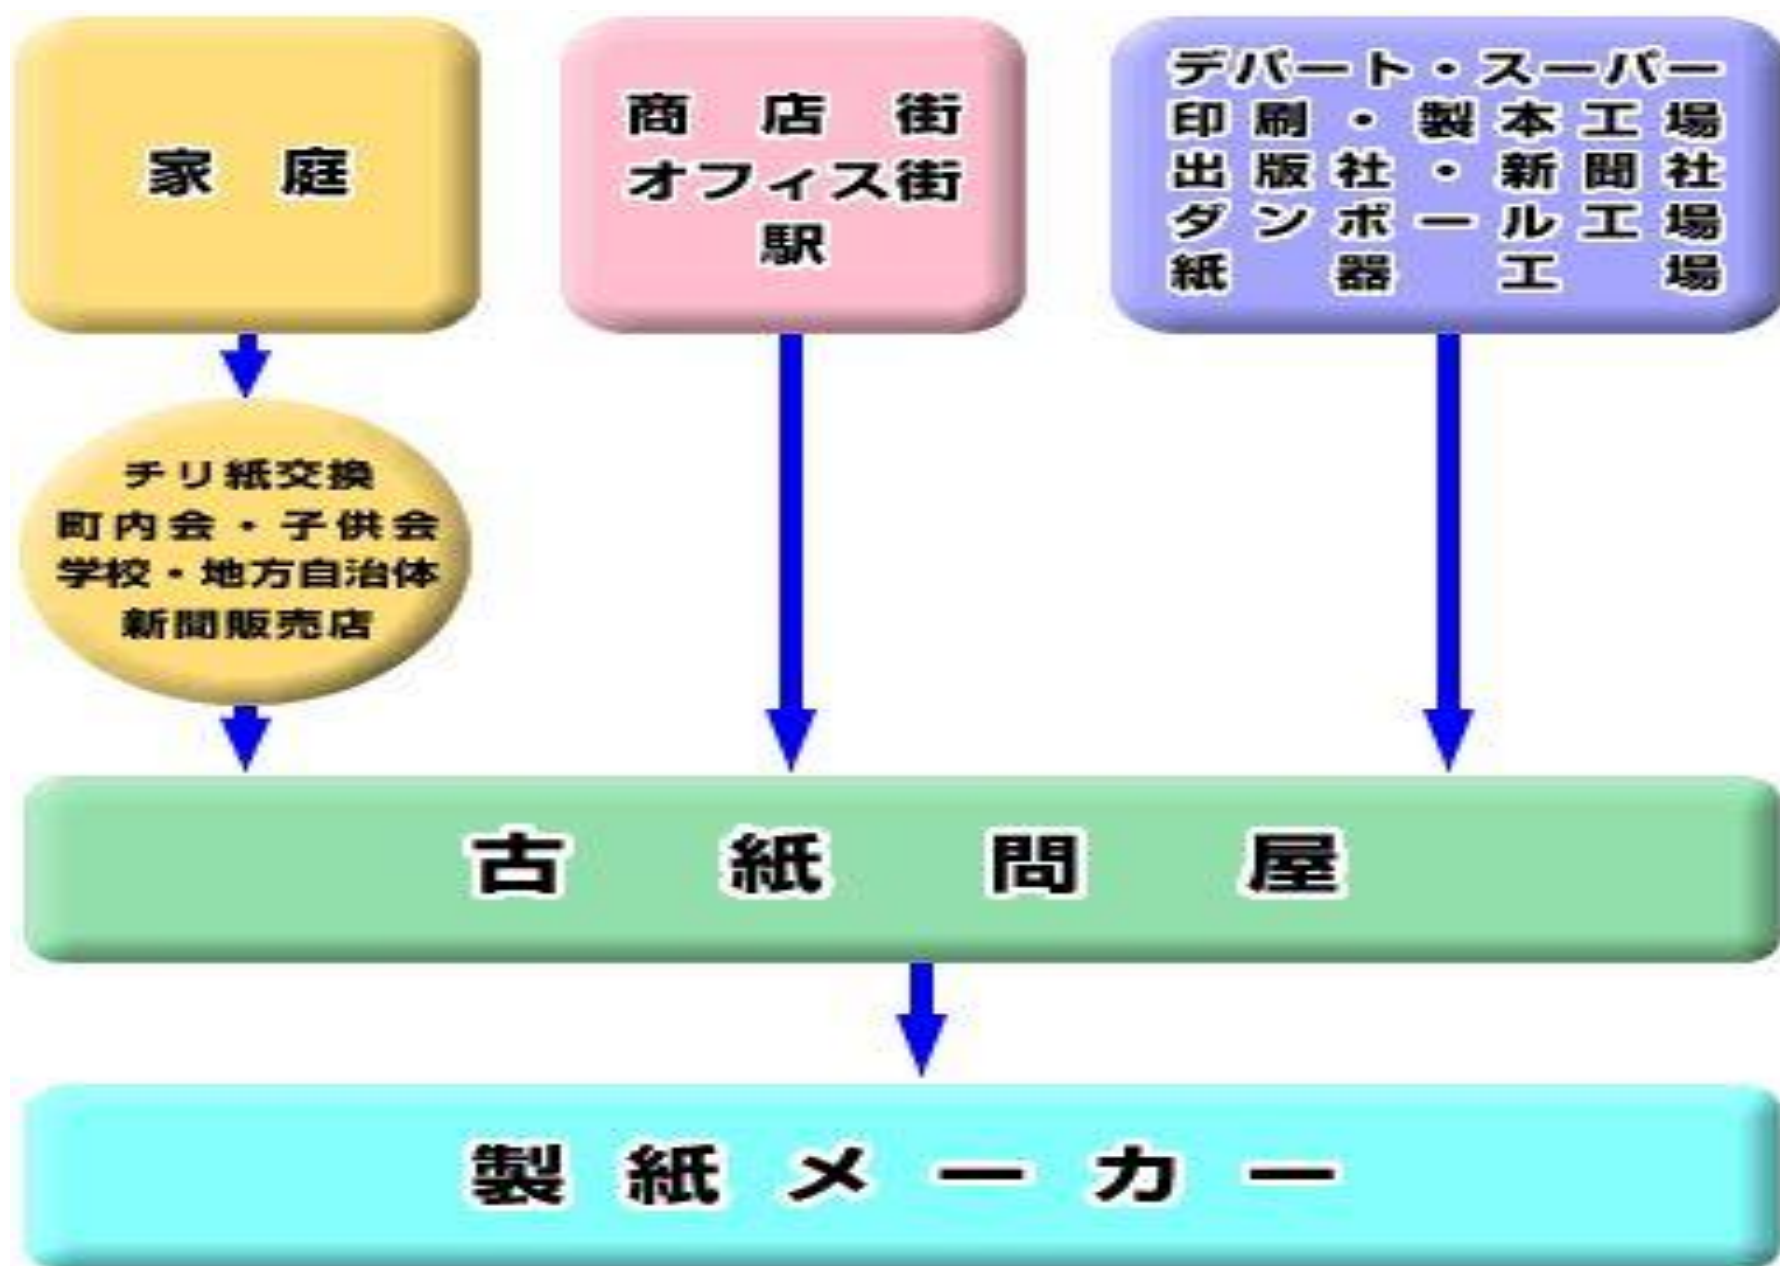 家庭
商店街
オフィス街
駅
デパート・スーパー
印刷・製本工場
出版社・新聞社
ダンボール工場
紙器工場
チリ紙交換
町内会・子供会
学校・地方自治体
新聞販売店
古紙問屋
製紙メーカー